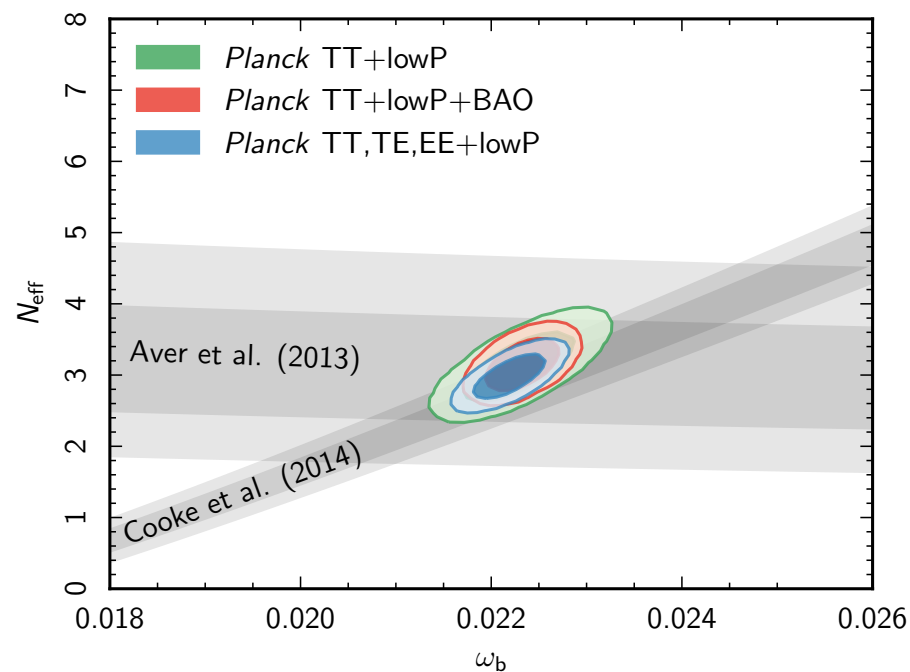 Planck TT+lowP
Planck TT+lowP+BAO
Planck TT,TE,EE+lowP
Aver et al. (2013)
Cooke et al. (2014)
N_eff
8
7
6
5
4
3
2
1
0
0.018 0.020 0.022 0.024 0.026
ω_b